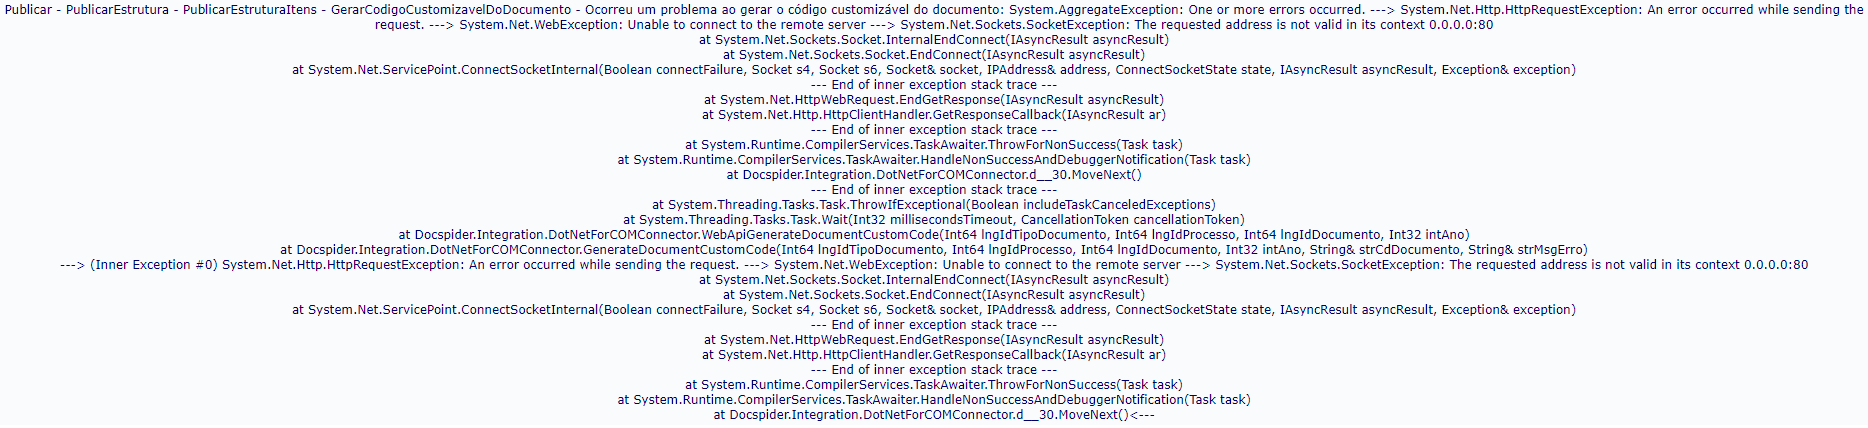 Publicar - PublicarEstrutura - PublicarEstruturaItens - GerarCodigoCustomizavelDoDocumento - Ocorreu um problema ao gerar o código customizável do documento: System.AggregateException: One or more errors occurred. ---> System.Net.Http.HttpRequestException: An error occurred while sending the
request. ---> System.Net.WebException: Unable to connect to the remote server ---> System.Net.Sockets.SocketException: The requested address is not valid in its context 0.0.0.0:80
at System.Net.Sockets.Socket.InternalEndConnect(IAsyncResult asyncResult)
at System.Net.Sockets.Socket.EndConnect(IAsyncResult asyncResult)
at System.Net.ServicePoint.ConnectSocketInternal(Boolean connectFailure, Socket s4, Socket s6, Socket& socket, IPAddress& address, ConnectSocketState state, IAsyncResult asyncResult, Exception& exception)
--- End of inner exception stack trace ---
at System.Net.HttpWebRequest.EndGetResponse(IAsyncResult asyncResult)
at System.Net.Http.HttpClientHandler.GetResponseCallback(IAsyncResult ar)
--- End of inner exception stack trace ---
at System.Runtime.CompilerServices.TaskAwaiter.ThrowForNonSuccess(Task task)
at System.Runtime.CompilerServices.TaskAwaiter.HandleNonSuccessAndDebuggerNotification(Task task)
at Docspider.Integration.DotNetForCOMConnector.d__30.MoveNext()
--- End of inner exception stack trace ---
at System.Threading.Tasks.Task.ThrowIfExceptional(Boolean includeTaskCanceledExceptions)
at System.Threading.Tasks.Task.Wait(Int32 millisecondsTimeout, CancellationToken cancellationToken)
at Docspider.Integration.DotNetForCOMConnector.WebApiGenerateDocumentCustomCode(Int64 lngIdTipoDocumento, Int64 lngIdProcesso, Int64 lngIdDocumento, Int32 intAno)
at Docspider.Integration.DotNetForCOMConnector.GenerateDocumentCustomCode(Int64 lngIdTipoDocumento, Int64 lngIdProcesso, Int64 lngIdDocumento, Int32 intAno, String& strCdDocumento, String& strMsgErro)
---> (Inner Exception #0) System.Net.Http.HttpRequestException: An error occurred while sending the request. ---> System.Net.WebException: Unable to connect to the remote server ---> System.Net.Sockets.SocketException: The requested address is not valid in its context 0.0.0.0:80
at System.Net.Sockets.Socket.InternalEndConnect(IAsyncResult asyncResult)
at System.Net.Sockets.Socket.EndConnect(IAsyncResult asyncResult)
at System.Net.ServicePoint.ConnectSocketInternal(Boolean connectFailure, Socket s4, Socket s6, Socket& socket, IPAddress& address, ConnectSocketState state, IAsyncResult asyncResult, Exception& exception)
--- End of inner exception stack trace ---
at System.Net.HttpWebRequest.EndGetResponse(IAsyncResult asyncResult)
at System.Net.Http.HttpClientHandler.GetResponseCallback(IAsyncResult ar)
--- End of inner exception stack trace ---
at System.Runtime.CompilerServices.TaskAwaiter.ThrowForNonSuccess(Task task)
at System.Runtime.CompilerServices.TaskAwaiter.HandleNonSuccessAndDebuggerNotification(Task task)
at Docspider.Integration.DotNetForCOMConnector.d__30.MoveNext()<---